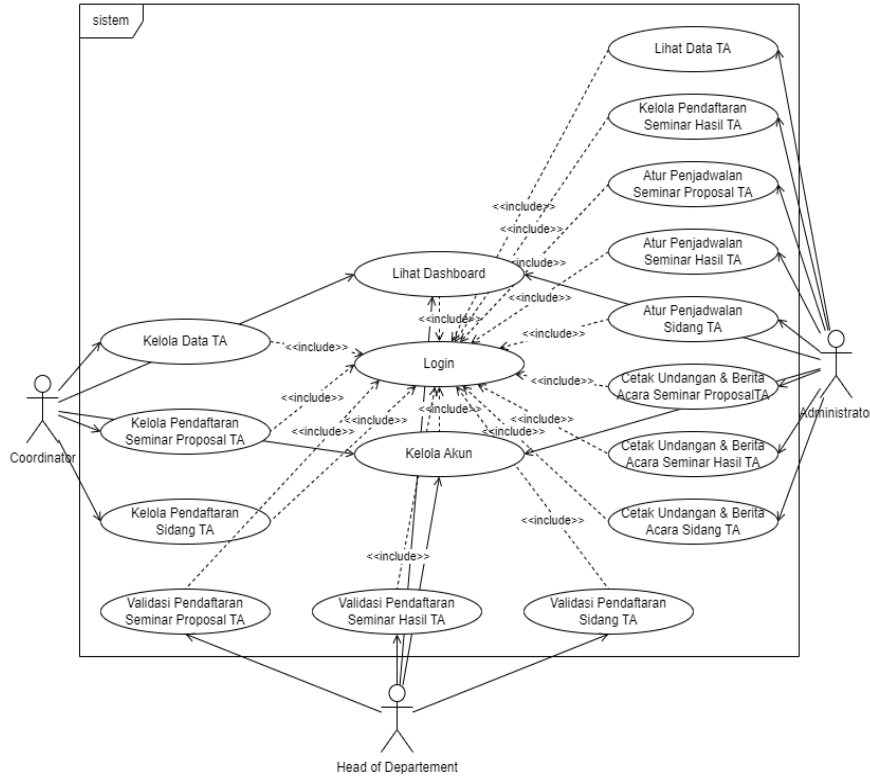 sistem
Lihat Data TA
Kelola Pendaftaran
Seminar Hasil TA
Atur Penjadwalan
Seminar Proposal TA
<<include>>
<<include>>
Atur Penjadwalan
Seminar Hasil TA
<<include>>
Lihat Dashboard
<<include>>
Atur Penjadwalan
Sidang TA
<<include>>
<<include>>
Kelola Data TA
<<include>>
Login
Cetak Undangan & Berita
Acara Seminar ProposalTA
<<include>>
Coordinator
Administrator
Kelola Pendaftaran
Seminar Proposal TA
<<include>>
<<include>>
<<include>>
<<include>>
<<include>>
Kelola Akun
Cetak Undangan & Berita
Acara Seminar Hasil TA
Kelola Pendaftaran
Sidang TA
<<include>>
Cetak Undangan & Berita
Acara Sidang TA
<<include>>
Validasi Pendaftaran
Seminar Proposal TA
Validasi Pendaftaran
Seminar Hasil TA
Validasi Pendaftaran
Sidang TA
Head of Departement